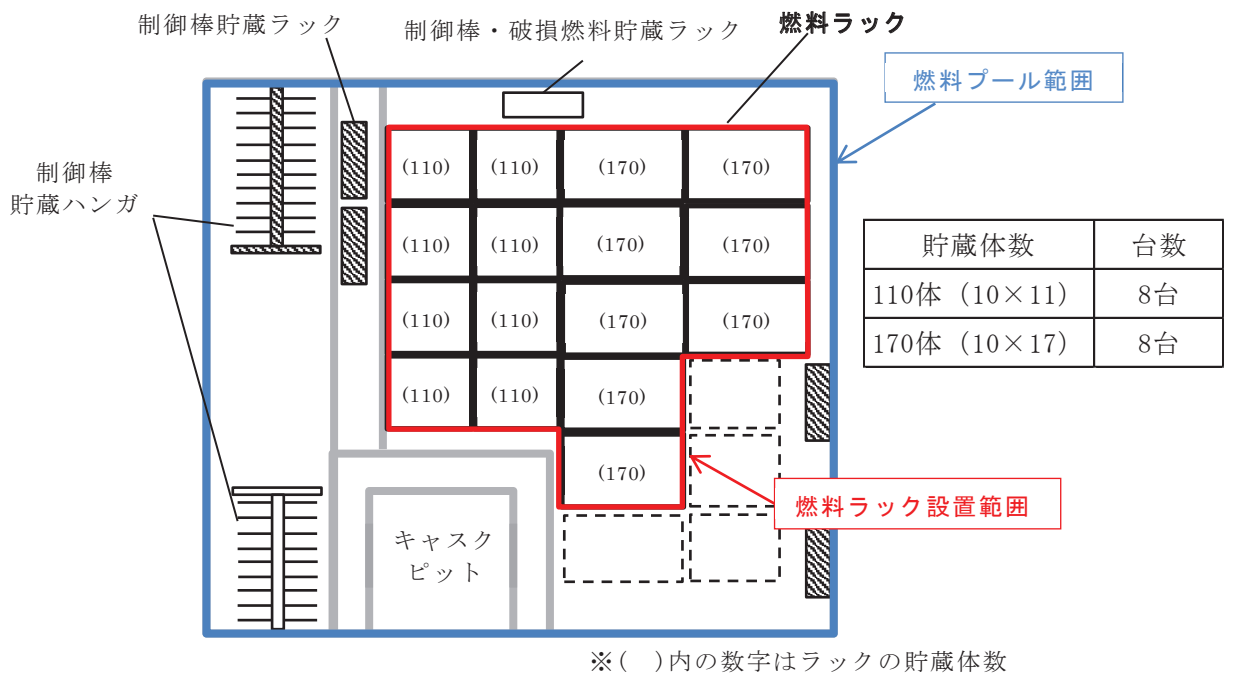 制御棒貯蔵ラック
制御棒・破損燃料貯蔵ラック
燃料ラック
燃料プール範囲
制御棒
貯蔵ハンガ
(110) (110) (170) (170)
(110) (110) (170) (170)
(110) (110) (170) (170)
(110) (110) (170)
(170)
貯蔵体数 台数
110体 (10×11) 8台
170体 (10×17) 8台
燃料ラック設置範囲
キャスク
ピット
※( )内の数字はラックの貯蔵体数